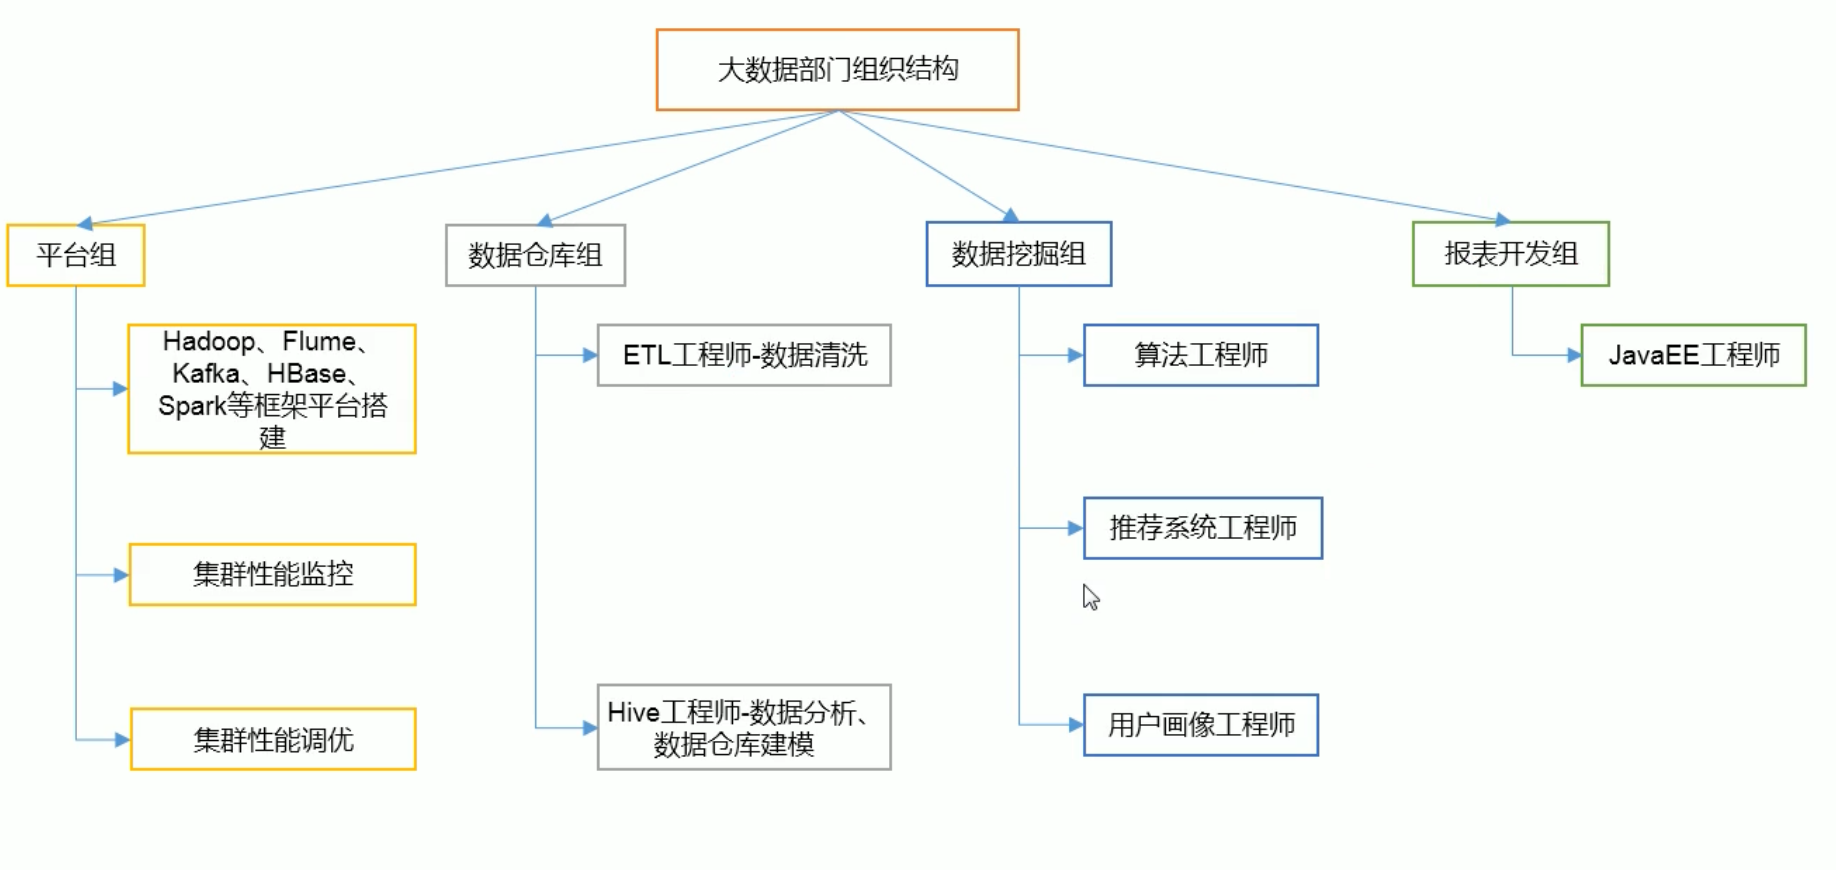 大数据部门组织结构
平台组
数据仓库组
数据挖掘组
报表开发组
Hadoop、Flume、
Kafka、HBase、
Spark等框架平台搭
建
集群性能监控
集群性能调优
ETL工程师-数据清洗
Hive工程师-数据分析、
数据仓库建模
算法工程师
推荐系统工程师
用户画像工程师
JavaEE工程师